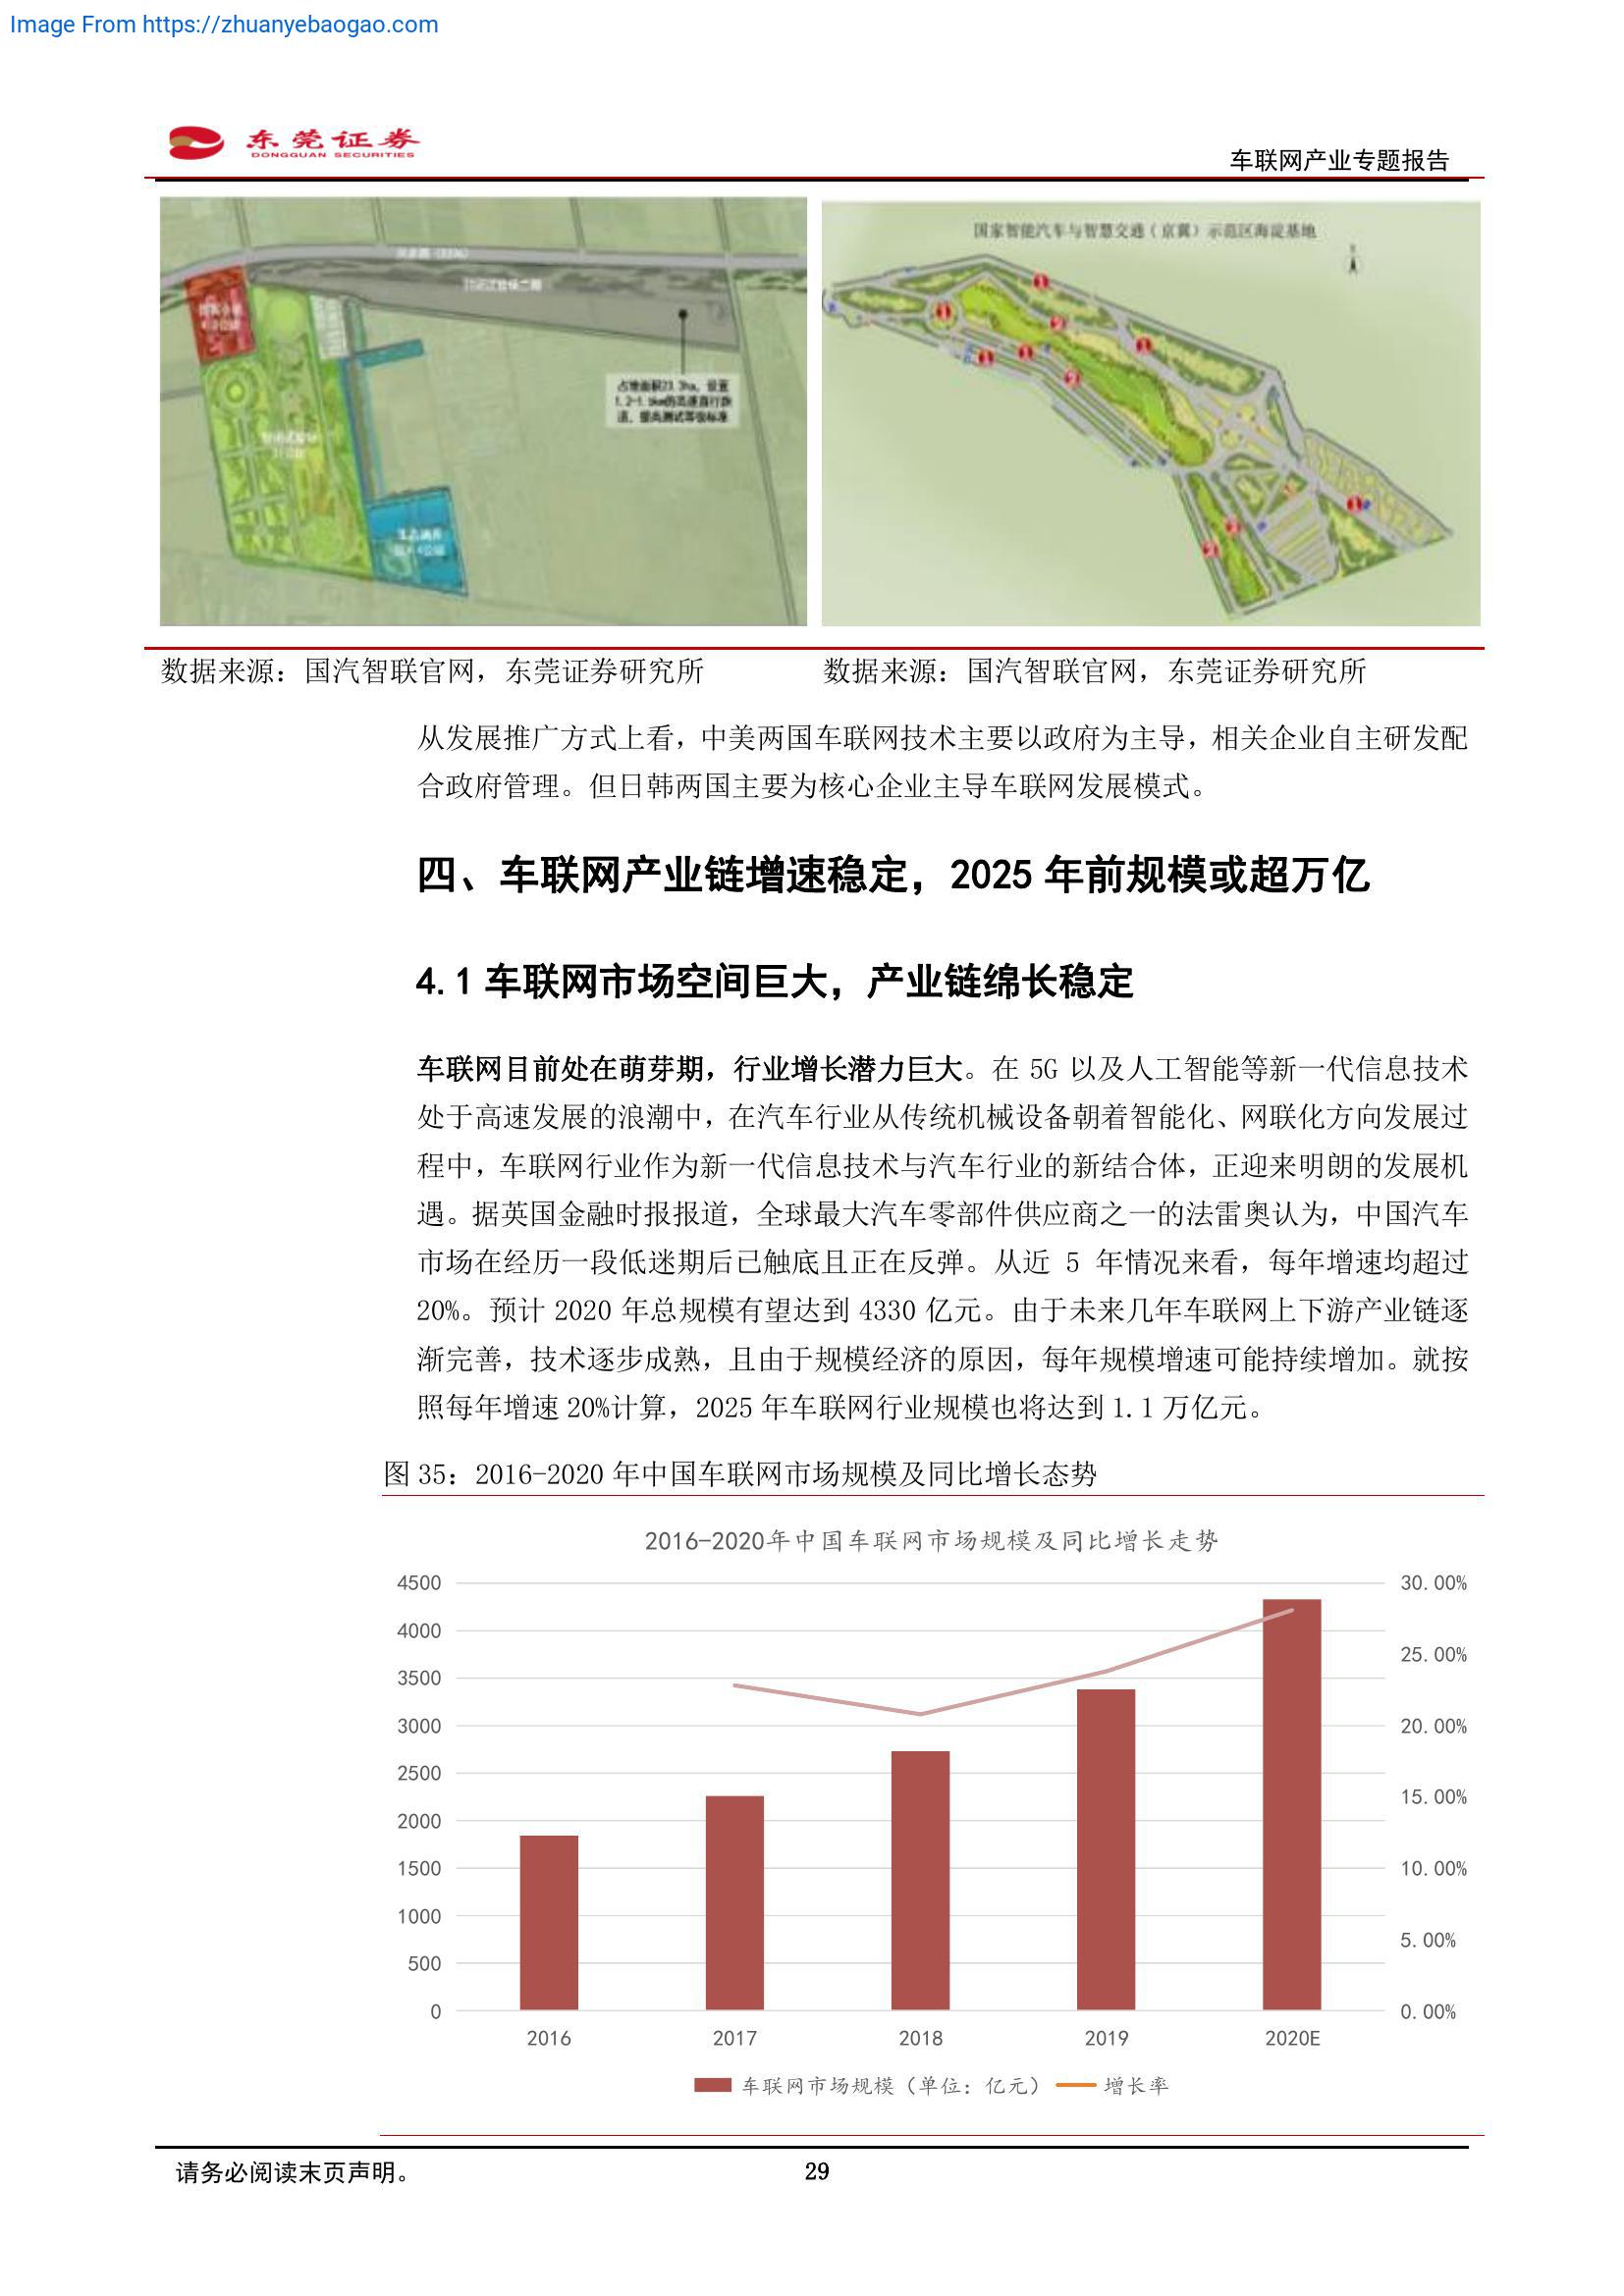 Image From https://zhuanyebaogao.com
东莞证券
DONGGUAN SECURITIES
车联网产业专题报告
占地面积23.3ha，设置
国家智能汽车与智慧交通（京冀）示范区海淀基地
数据来源：国汽智联官网，东莞证券研究所
数据来源：国汽智联官网，东莞证券研究所
从发展推广方式上看，中美两国车联网技术主要以政府为主导，相关企业自主研发配
合政府管理。但日韩两国主要为核心企业主导车联网发展模式。
四、车联网产业链增速稳定，2025 年前规模或超万亿
4.1 车联网市场空间巨大，产业链绵长稳定
车联网目前处在萌芽期，行业增长潜力巨大。在 5G 以及人工智能等新一代信息技术
处于高速发展的浪潮中，在汽车行业从传统机械设备朝着智能化、网联化方向发展过
程中，车联网行业作为新一代信息技术与汽车行业的新结合体，正迎来明朗的发展机
遇。据英国金融时报报道，全球最大汽车零部件供应商之一的法雷奥认为，中国汽车
市场在经历一段低迷期后已触底且正在反弹。从近 5 年情况来看，每年增速均超过
20%。预计 2020 年总规模有望达到 4330 亿元。由于未来几年车联网上下游产业链逐
渐完善，技术逐步成熟，且由于规模经济的原因，每年规模增速可能持续增加。就按
照每年增速 20%计算，2025 年车联网行业规模也将达到 1.1 万亿元。
图 35：2016-2020 年中国车联网市场规模及同比增长态势
2016-2020年中国车联网市场规模及同比增长走势
4500 30.00%
4000
25.00%
3500
3000 20.00%
2500
15.00%
2000
1500 10.00%
1000
5.00%
500
0 0.00%
2016 2017 2018 2019 2020E
车联网市场规模（单位：亿元） 增长率
请务必阅读末页声明。
29